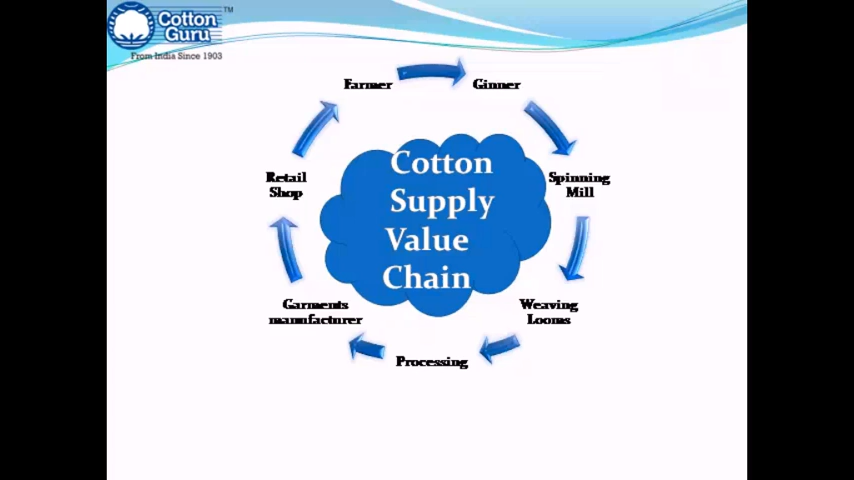 Cotton
Guru
TM
From India Since 1903
Farmer
Ginner
Retail
Shop
Cotton
Supply
Value
Chain
Spinning
Mill
Garments
manufacturer
Weaving
Looms
Processing